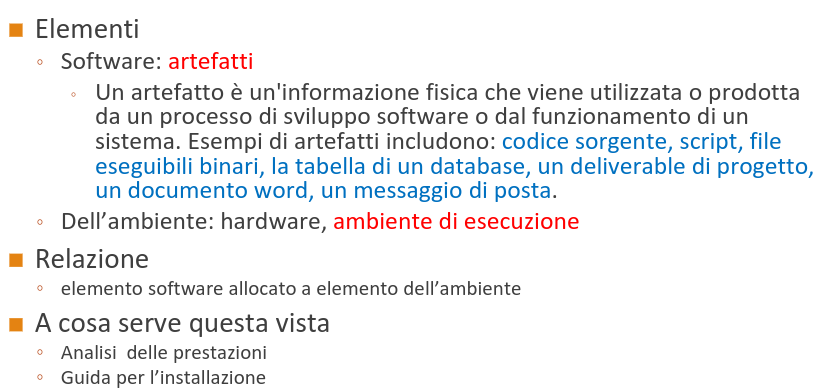 Elementi
Software: artefatti
Un artefatto è un'informazione fisica che viene utilizzata o prodotta
da un processo di sviluppo software o dal funzionamento di un
sistema. Esempi di artefatti includono: codice sorgente, script, file
eseguibili binari, la tabella di un database, un deliverable di progetto,
un documento word, un messaggio di posta.
Dell’ambiente: hardware, ambiente di esecuzione
Relazione
elemento software allocato a elemento dell’ambiente
A cosa serve questa vista
Analisi delle prestazioni
Guida per l’installazione